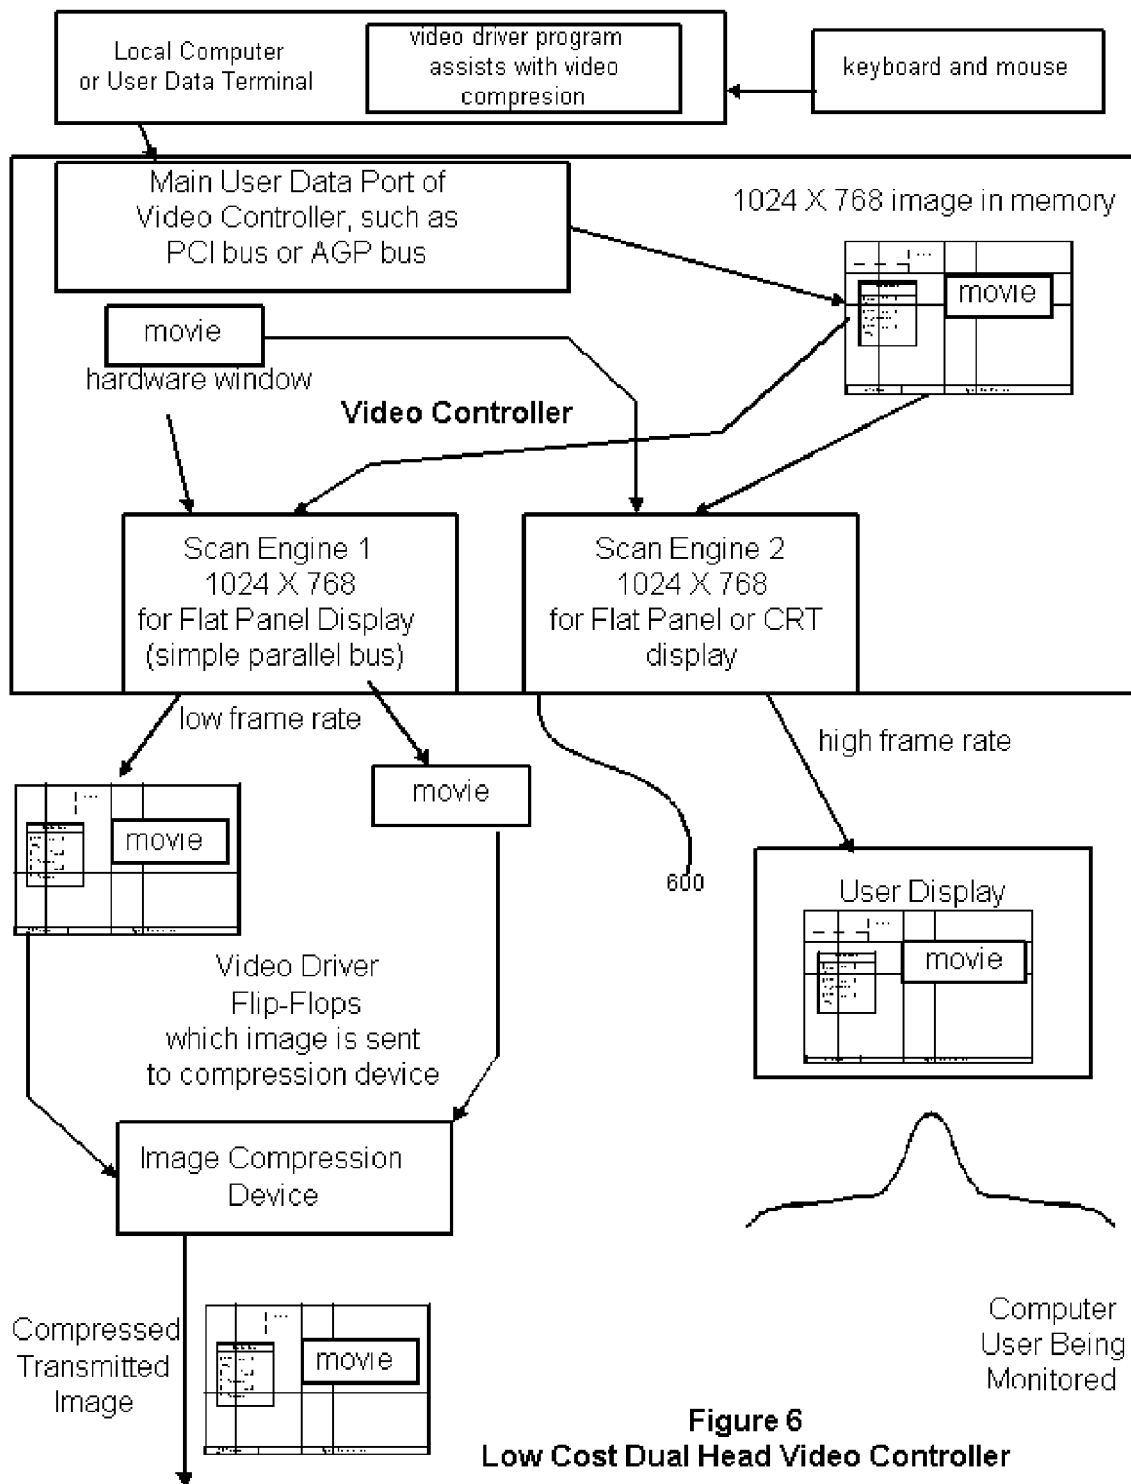 Local Computer
or User Data Terminal
video driver program
assists with video
compresion
keyboard and mouse
Main User Data Port of
Video Controller, such as
PCI bus or AGP bus
1024 X 768 image in memory
movie
movie
hardware window
Video Controller
Scan Engine 1
1024 X 768
for Flat Panel Display
(simple parallel bus)
Scan Engine 2
1024 X 768
for Flat Panel or CRT
display
low frame rate
high frame rate
movie
movie
600
User Display
movie
Video Driver
Flip-Flops
which image is sent
to compression device
Image Compression
Device
Compressed
Transmitted
Image
movie
Computer
User Being
Monitored
Figure 6
Low Cost Dual Head Video Controller